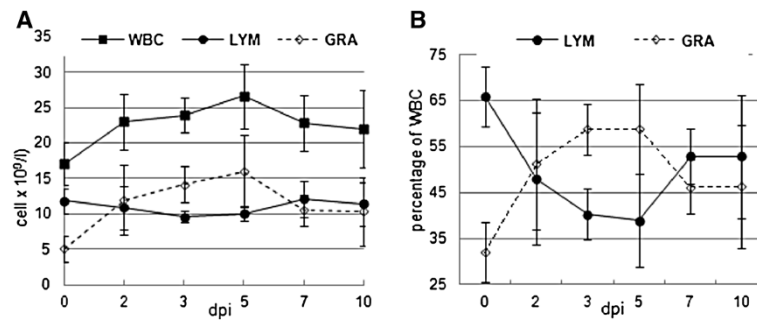 A
B
WBC LYM GRA
LYM GRA
cell x 10⁹/l)
35
30
25
20
15
10
5
0
0 2 3 5 7 10
dpi
percentage of WBC
75
65
55
45
35
25
0 2 3 5 7 10
dpi